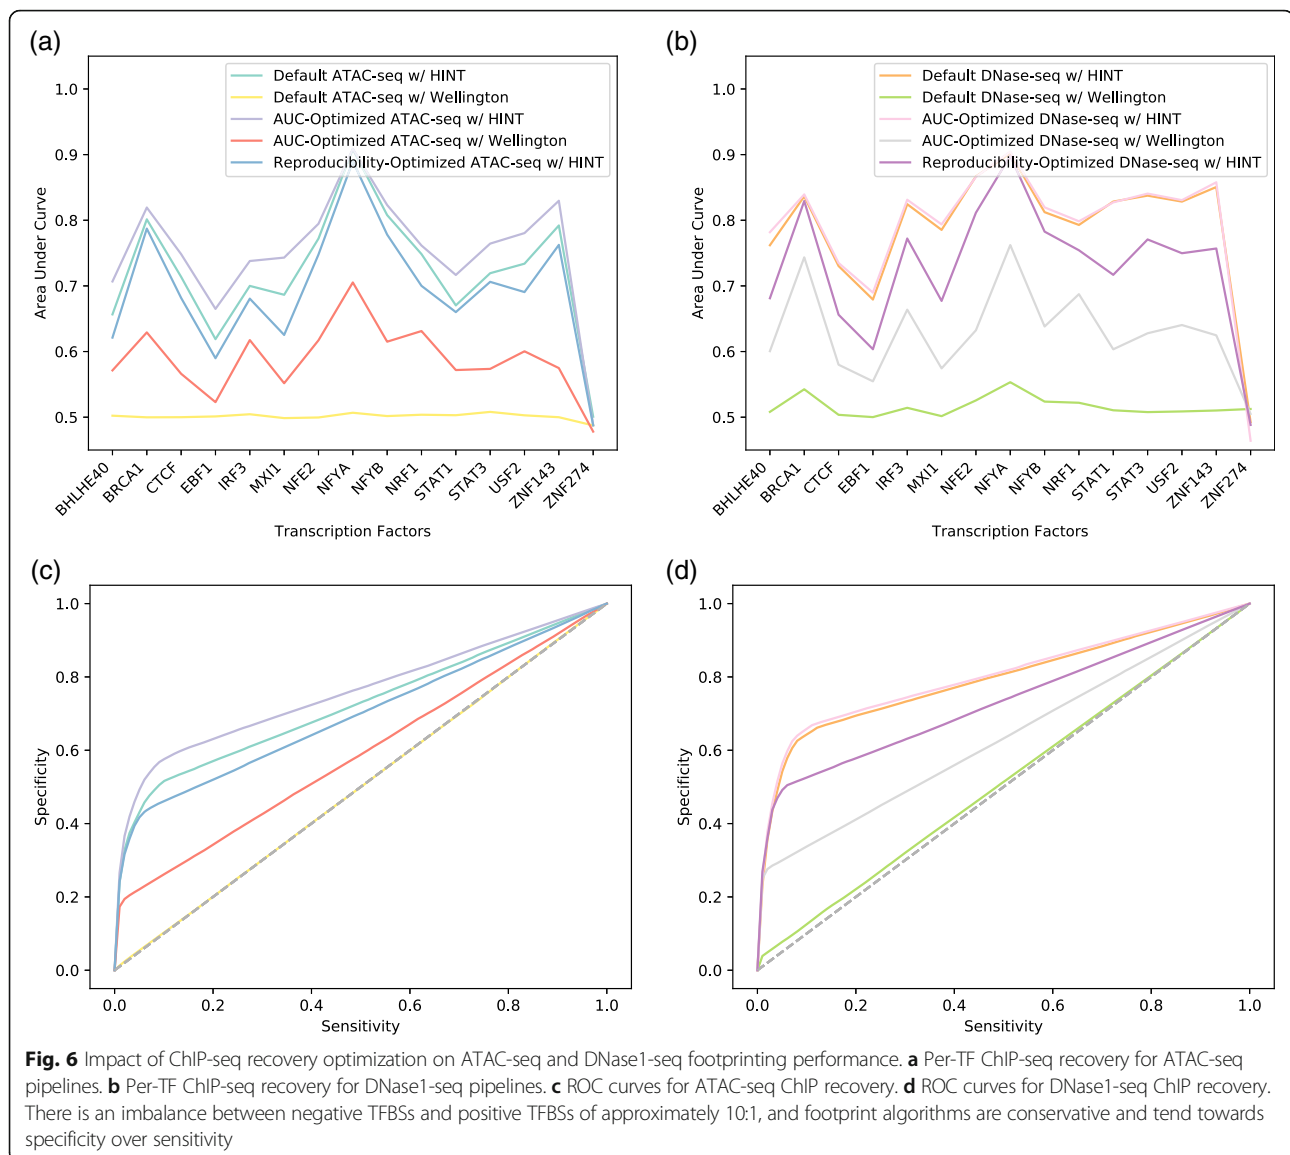 (a)
Default ATAC-seq w/ HINT
Default ATAC-seq w/ Wellington
AUC-Optimized ATAC-seq w/ HINT
AUC-Optimized ATAC-seq w/ Wellington
Reproducibility-Optimized ATAC-seq w/ HINT
1.0
0.9
0.8
0.7
0.6
0.5
Area Under Curve
BHLHE40
BRCA1
CTCF
EBF1
IRF3
MXI1
NFE2
NFYA
NFYB
NRF1
STAT1
STAT3
USF2
ZNF143
ZNF274
Transcription Factors
(b)
Default DNase-seq w/ HINT
Default DNase-seq w/ Wellington
AUC-Optimized DNase-seq w/ HINT
AUC-Optimized DNase-seq w/ Wellington
Reproducibility-Optimized DNase-seq w/ HINT
1.0
0.9
0.8
0.7
0.6
0.5
Area Under Curve
BHLHE40
BRCA1
CTCF
EBF1
IRF3
MXI1
NFE2
NFYA
NFYB
NRF1
STAT1
STAT3
USF2
ZNF143
ZNF274
Transcription Factors
(c)
1.0
0.8
0.6
0.4
0.2
0.0
Specificity
0.0 0.2 0.4 0.6 0.8 1.0
Sensitivity
(d)
1.0
0.8
0.6
0.4
0.2
0.0
Specificity
0.0 0.2 0.4 0.6 0.8 1.0
Sensitivity
Fig. 6 Impact of ChIP-seq recovery optimization on ATAC-seq and DNase1-seq footprinting performance. a Per-TF ChIP-seq recovery for ATAC-seq
pipelines. b Per-TF ChIP-seq recovery for DNase1-seq pipelines. c ROC curves for ATAC-seq ChIP recovery. d ROC curves for DNase1-seq ChIP recovery.
There is an imbalance between negative TFBSs and positive TFBSs of approximately 10:1, and footprint algorithms are conservative and tend towards
specificity over sensitivity